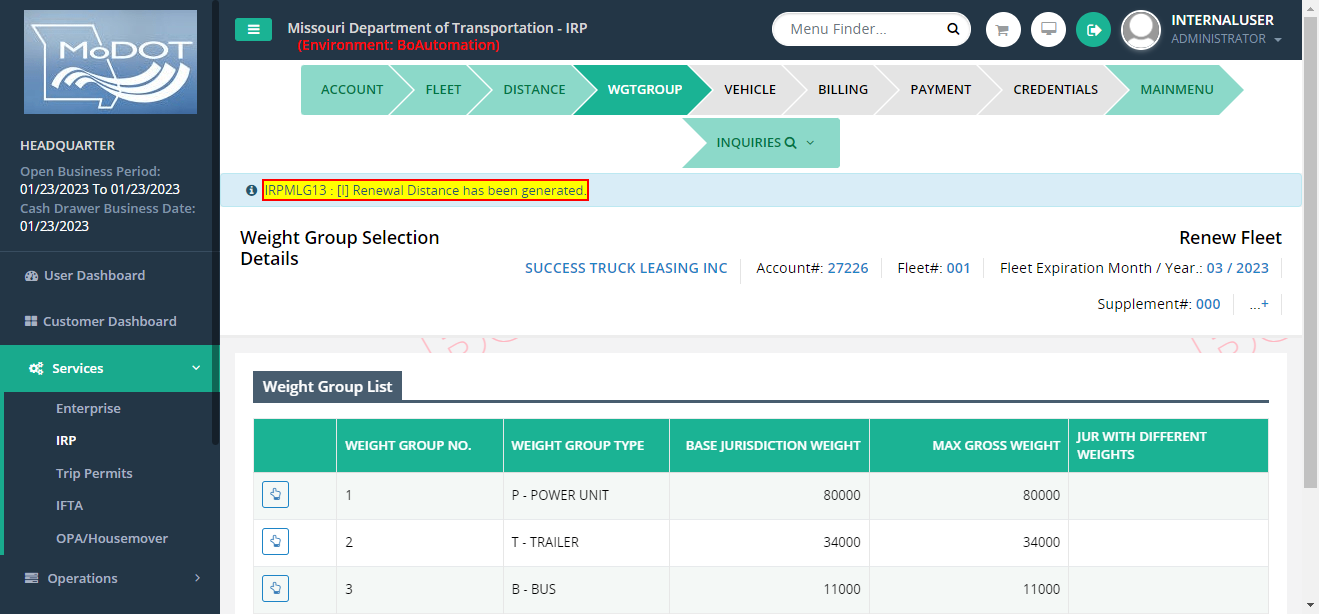 MoDOT
HEADQUARTER
Open Business Period:
01/23/2023 To 01/23/2023
Cash Drawer Business Date:
01/23/2023
User Dashboard
Customer Dashboard
Services
Enterprise
IRP
Trip Permits
IFTA
OPA/Housemover
Operations
Missouri Department of Transportation - IRP
(Environment: BoAutomation)
Menu Finder...
INTERNALUSER
ADMINISTRATOR
ACCOUNT FLEET DISTANCE WGTGROUP VEHICLE BILLING PAYMENT CREDENTIALS MAINMENU
INQUIRIES
IRPMLG13 : [I] Renewal Distance has been generated.
Weight Group Selection
Details
Renew Fleet
SUCCESS TRUCK LEASING INC Account#: 27226 Fleet#: 001 Fleet Expiration Month / Year.: 03 / 2023
Supplement#: 000 ...+
Weight Group List
WEIGHT GROUP NO. WEIGHT GROUP TYPE BASE JURISDICTION WEIGHT MAX GROSS WEIGHT JUR WITH DIFFERENT
WEIGHTS
1 P - POWER UNIT 80000 80000
2 T - TRAILER 34000 34000
3 B - BUS 11000 11000